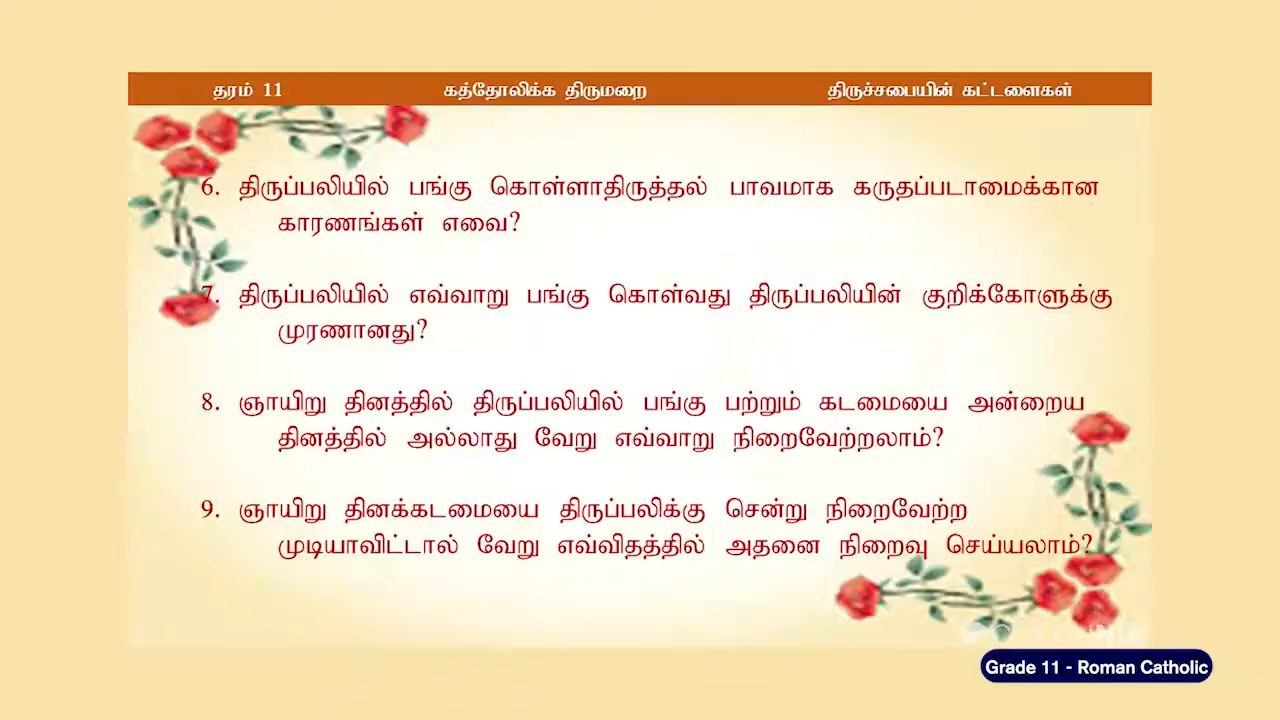 தரம் 11 கத்தோலிக்க திருமறை திருச்சபையின் கட்டளைகள்
6. திருப்பலியில் பங்கு கொள்ளாதிருத்தல் பாவமாக கருதப்படாமைக்கான
காரணங்கள் எவை?
7. திருப்பலியில் எவ்வாறு பங்கு கொள்வது திருப்பலியின் குறிக்கோளுக்கு
முரணானது?
8. ஞாயிறு தினத்தில் திருப்பலியில் பங்கு பற்றும் கடமையை அன்றைய
தினத்தில் அல்லாது வேறு எவ்வாறு நிறைவேற்றலாம்?
9. ஞாயிறு தினக்கடமையை திருப்பலிக்கு சென்று நிறைவேற்ற
முடியாவிட்டால் வேறு எவ்விதத்தில் அதனை நிறைவு செய்யலாம்?
Grade 11 - Roman Catholic